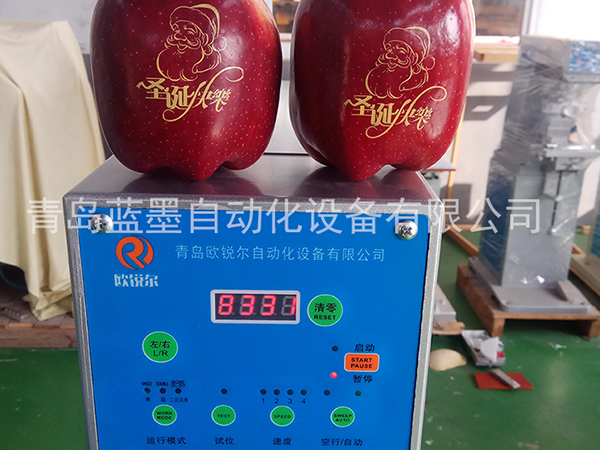 圣诞快樂
圣诞快樂
青岛蓝墨自动化设备有限公司
R
欧锐尔
青岛欧锐尔自动化设备有限公司
清零
RESET
左/右
L/R
启动
START
PAUSE
暂停
1 2 3 4
WORK
MODE
TEST
SPEED
SWEEP
AUTO
运行模式
试位
速度
空行/自动